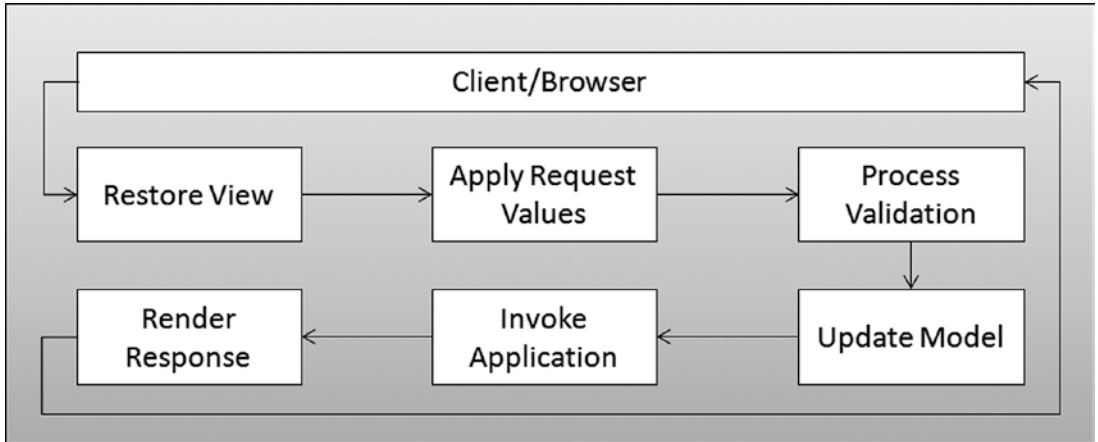 Client/Browser
Restore View
Apply Request
Values
Process
Validation
Render
Response
Invoke
Application
Update Model